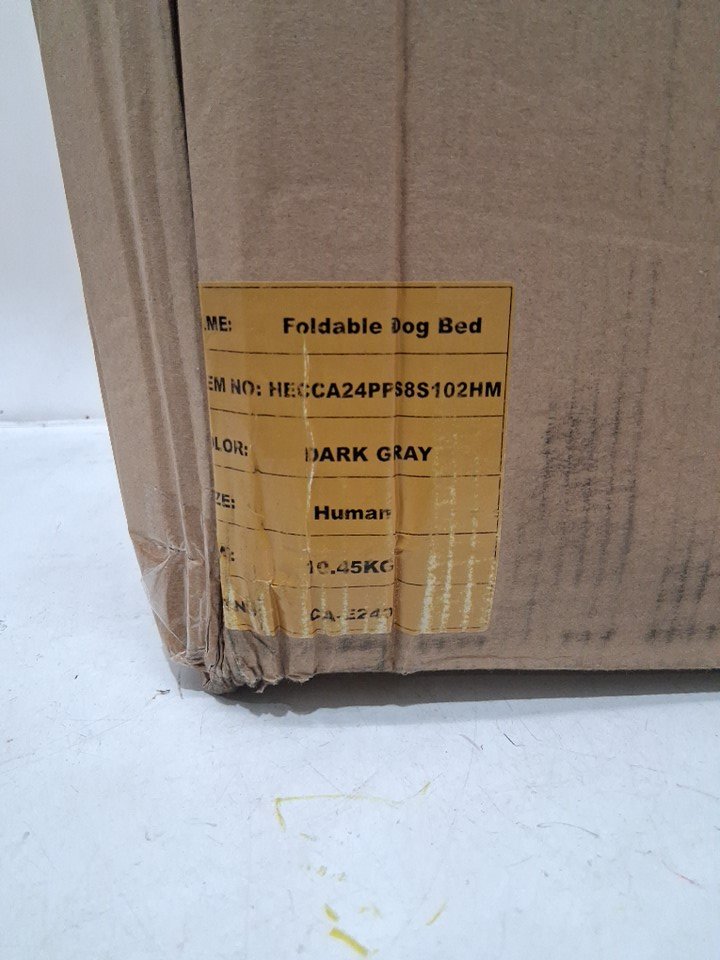 ME: Foldable Dog Bed
EM NO: HECCA24PPS8S102HM
LOR: DARK GRAY
ZE: Human
10.45KG